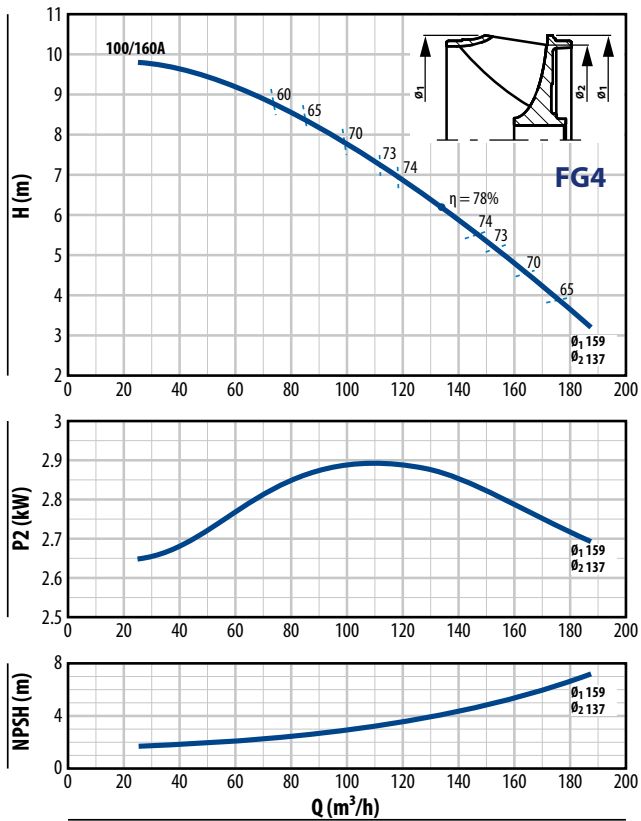 11
10
9
8
7
6
5
4
3
2
H (m)
100/160A
60
65
70
73
74
η = 78%
74
73
70
65
Ø1
Ø2
Ø1
FG4
Ø₁ 159
Ø₂ 137
0 20 40 60 80 100 120 140 160 180 200
3
2.9
2.8
2.7
2.6
2.5
P2 (kW)
Ø₁ 159
Ø₂ 137
0 20 40 60 80 100 120 140 160 180 200
8
4
0
NPSH (m)
Ø₁ 159
Ø₂ 137
0 20 40 60 80 100 120 140 160 180 200
Q (m³/h)